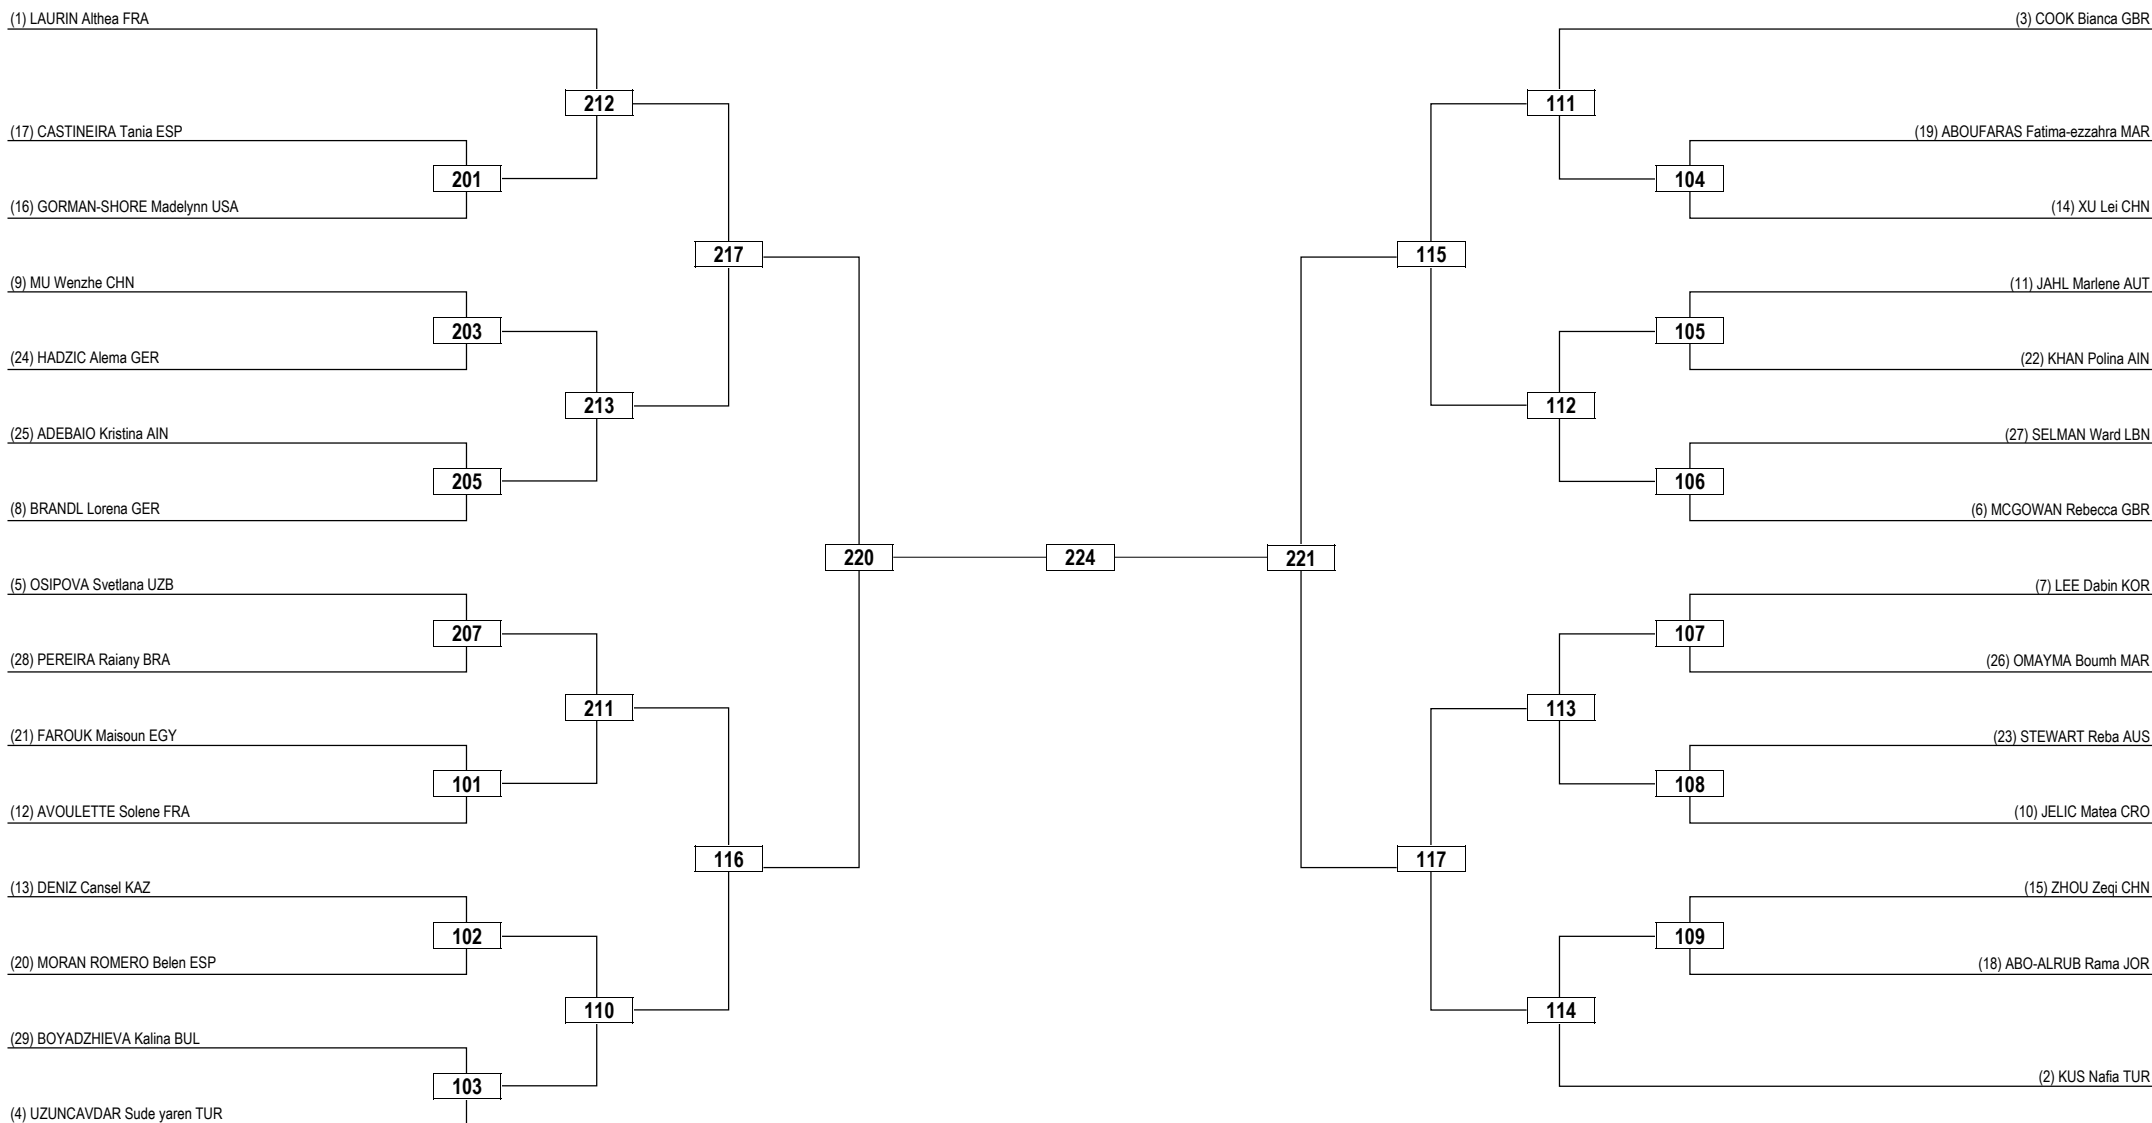 (1) LAURIN Althea FRA
(3) COOK Bianca GBR
212
111
(17) CASTINEIRA Tania ESP
(19) ABOUFARAS Fatima-ezzahra MAR
201
104
(16) GORMAN-SHORE Madelynn USA
(14) XU Lei CHN
217
115
(9) MU Wenzhe CHN
(11) JAHL Marlene AUT
203
105
(24) HADZIC Alema GER
(22) KHAN Polina AIN
213
112
(25) ADEBAIO Kristina AIN
(27) SELMAN Ward LBN
205
106
(8) BRANDL Lorena GER
(6) MCGOWAN Rebecca GBR
220
224
221
(5) OSIPOVA Svetlana UZB
(7) LEE Dabin KOR
207
107
(28) PEREIRA Raiany BRA
(26) OMAYMA Boumh MAR
211
113
(21) FAROUK Maisoun EGY
(23) STEWART Reba AUS
101
108
(12) AVOULETTE Solene FRA
(10) JELIC Matea CRO
116
117
(13) DENIZ Cansel KAZ
(15) ZHOU Zeqi CHN
102
109
(20) MORAN ROMERO Belen ESP
(18) ABO-ALRUB Rama JOR
110
114
(29) BOYADZHIEVA Kalina BUL
(2) KUS Nafia TUR
103
(4) UZUNCAVDAR Sude yaren TUR